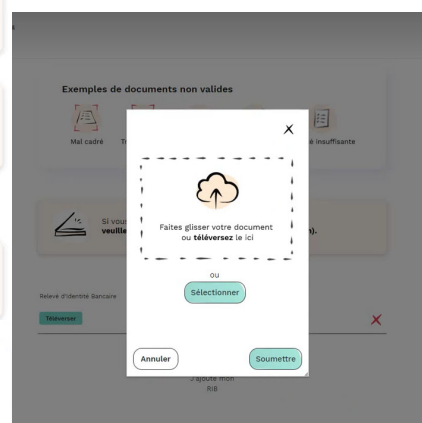 Exemples de documents non valides
Mal cadré
é insuffisante
Faites glisser votre document
ou téléversez le ici
Si vous
veuille
n).
ou
Sélectionner
Relevé d'Identité Bancaire
Téléverser
Annuler
Soumettre
J'ajoute mon
RIB